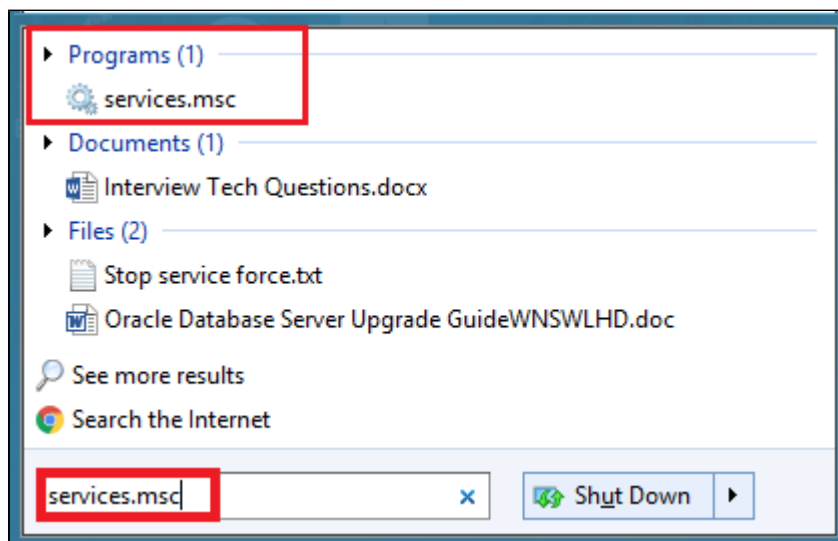 Programs (1)
services.msc
Documents (1)
Interview Tech Questions.docx
Files (2)
Stop service force.txt
Oracle Database Server Upgrade GuideWNSWLHD.doc
See more results
Search the Internet
services.msc
Shut Down